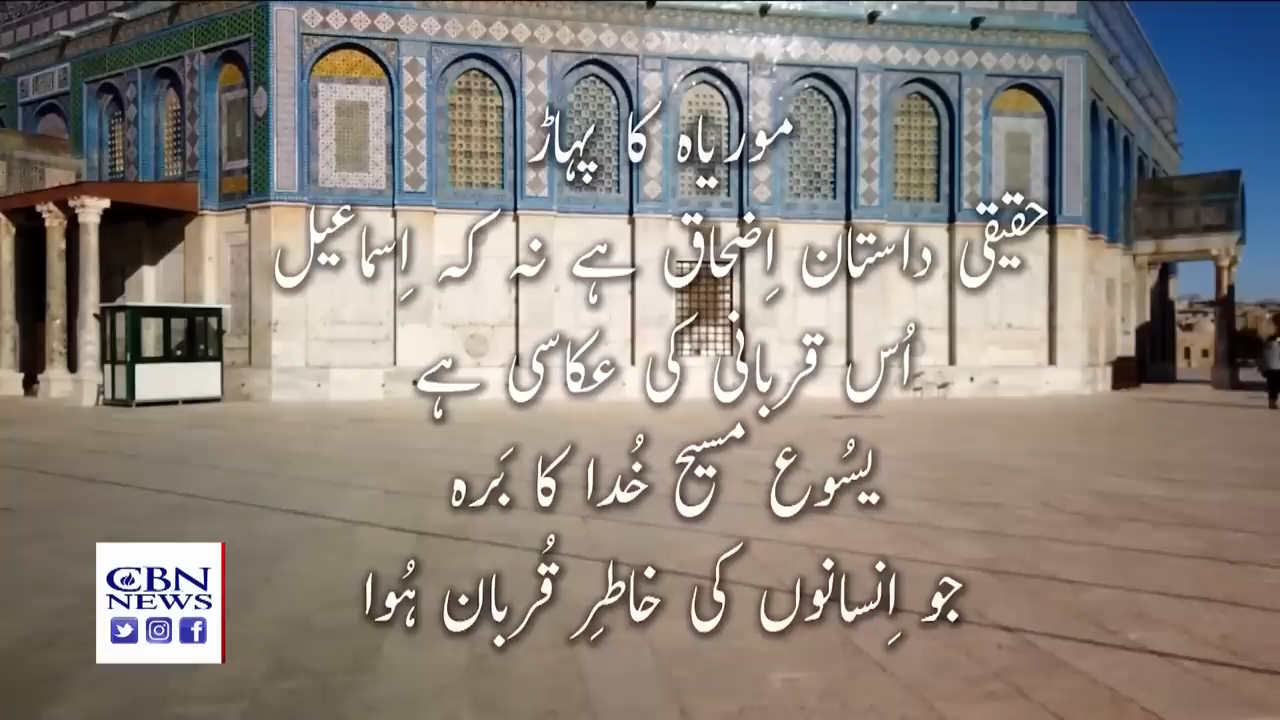 موریاہ کا پہاڑ
حقیقی داستان اِضحاق ہے نہ کہ اِسماعیل
اُس قربانی کی عکاسی ہے
یسُوع مسیح خُدا کا بَرہ
جو اِنسانوں کی خاطِر قُربان ہُوا
CBN
NEWS